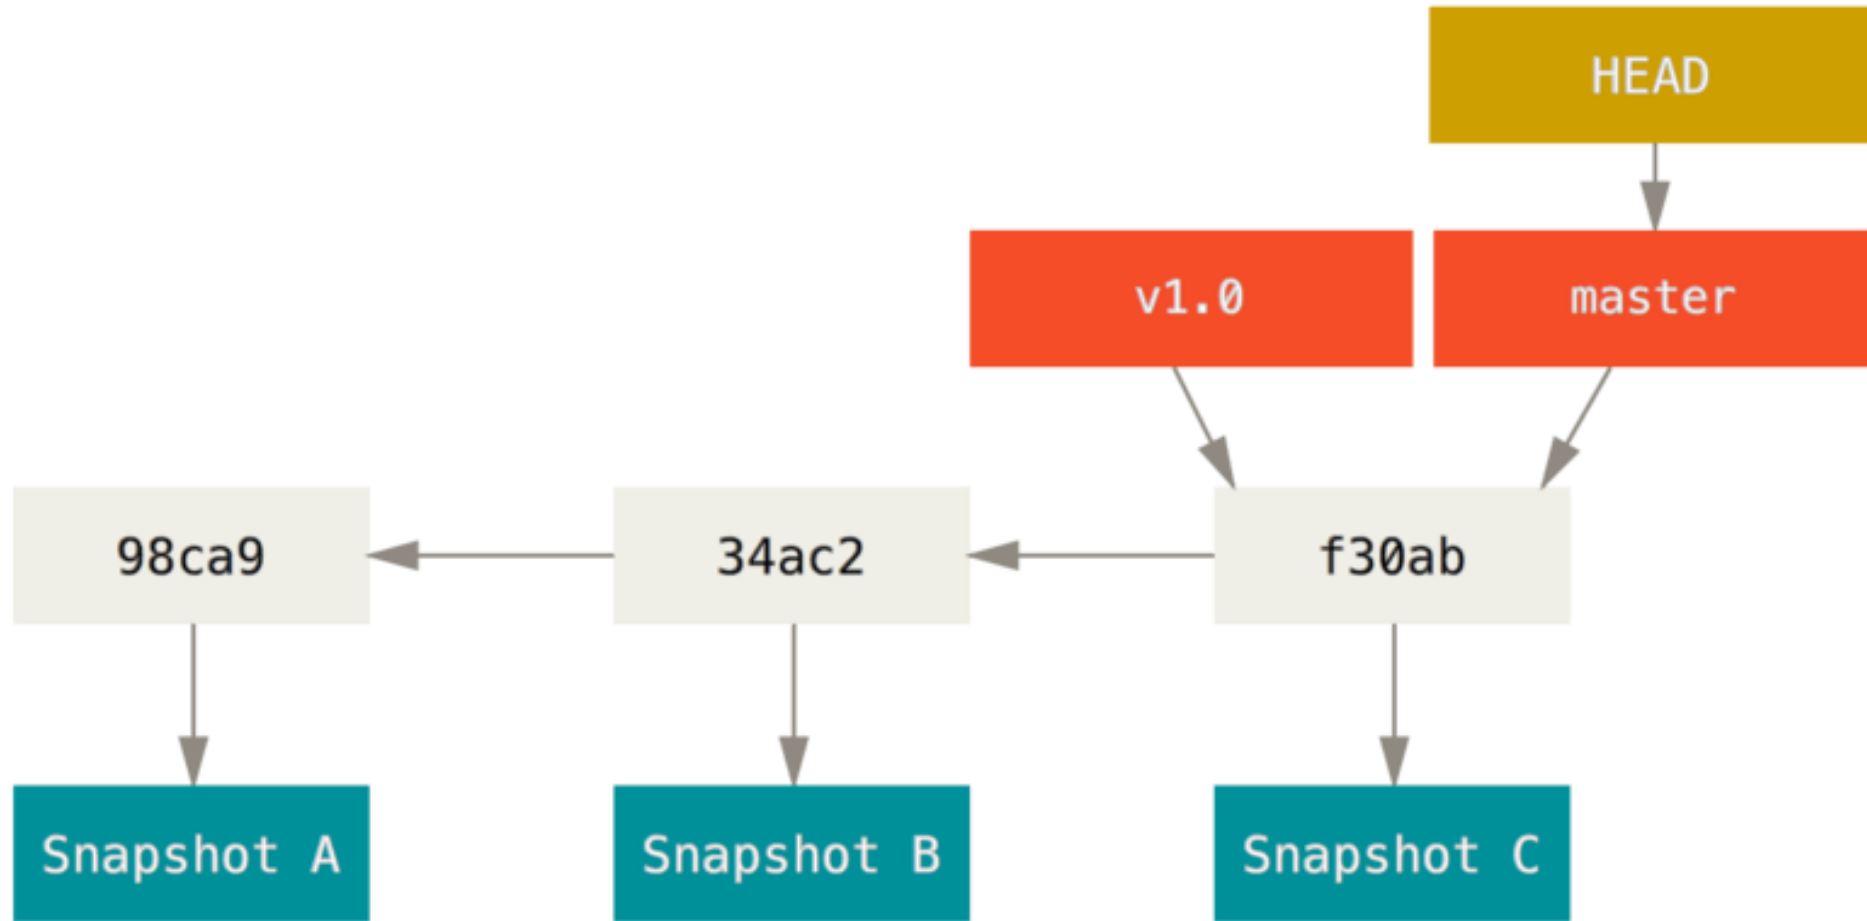 HEAD
v1.0
master
98ca9
34ac2
f30ab
Snapshot A
Snapshot B
Snapshot C